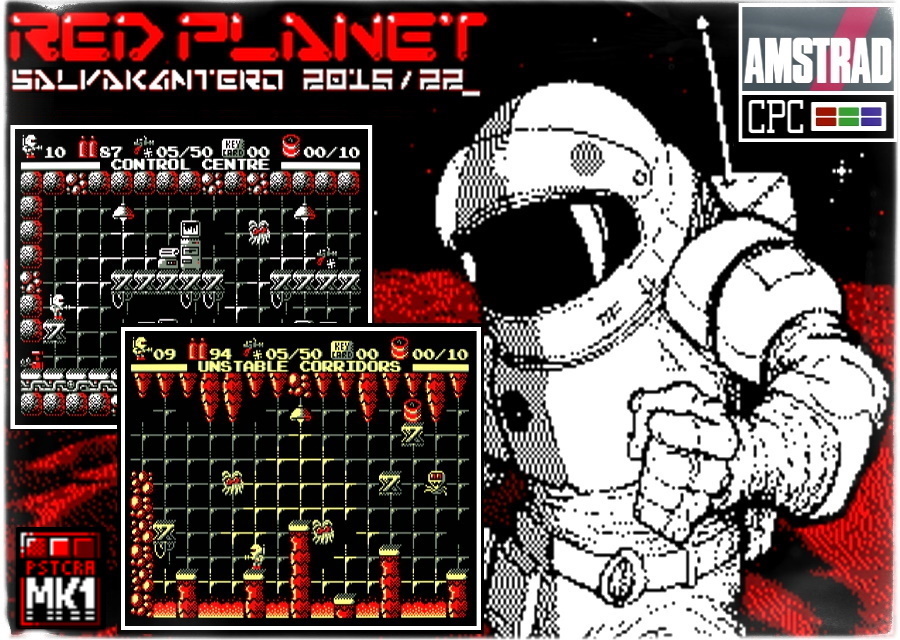 RED PLANET
SALVAKANTERO 2015/22_
AMSTRAD
CPC
10 87 05/50 KEY CARD 00 00/10
CONTROL CENTRE
09 94 05/50 KEY CARD 00 00/10
UNSTABLE CORRIDORS
PSTCRA
MK1